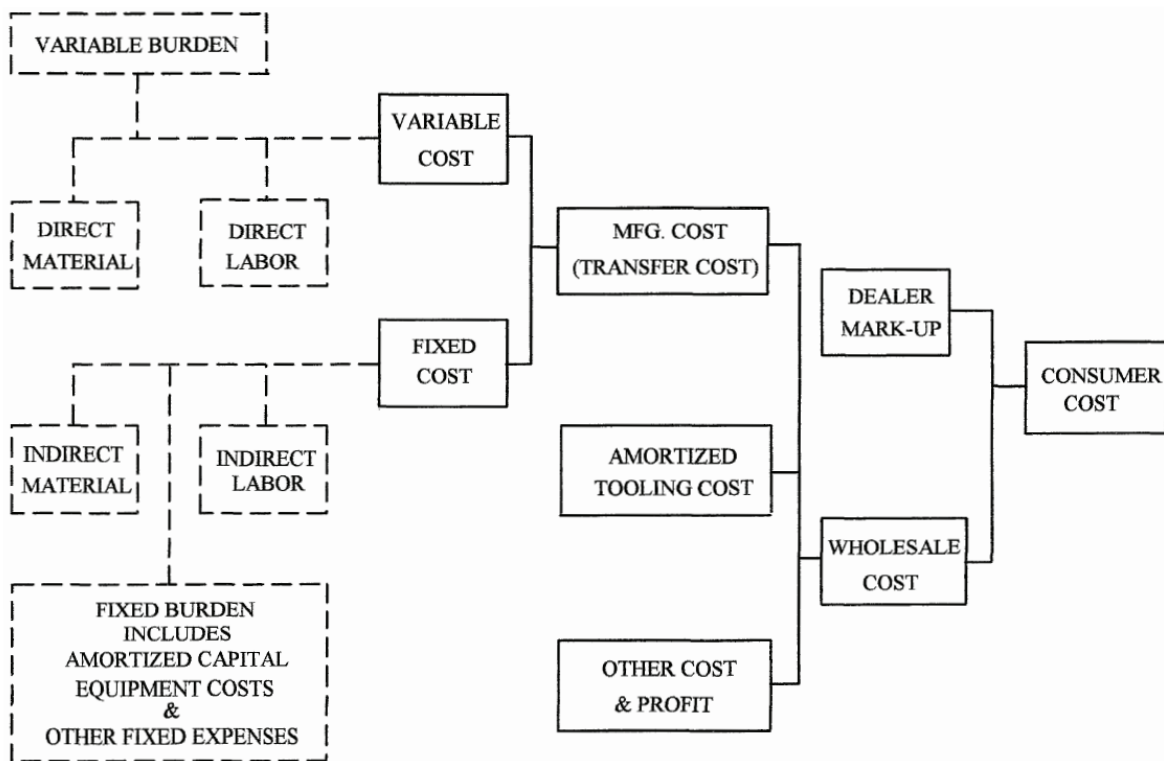 VARIABLE BURDEN
VARIABLE
COST
DIRECT
MATERIAL
DIRECT
LABOR
MFG. COST
(TRANSFER COST)
DEALER
MARK-UP
FIXED
COST
CONSUMER
COST
INDIRECT
MATERIAL
INDIRECT
LABOR
AMORTIZED
TOOLING COST
WHOLESALE
COST
FIXED BURDEN
INCLUDES
AMORTIZED CAPITAL
EQUIPMENT COSTS
&
OTHER FIXED EXPENSES
OTHER COST
& PROFIT